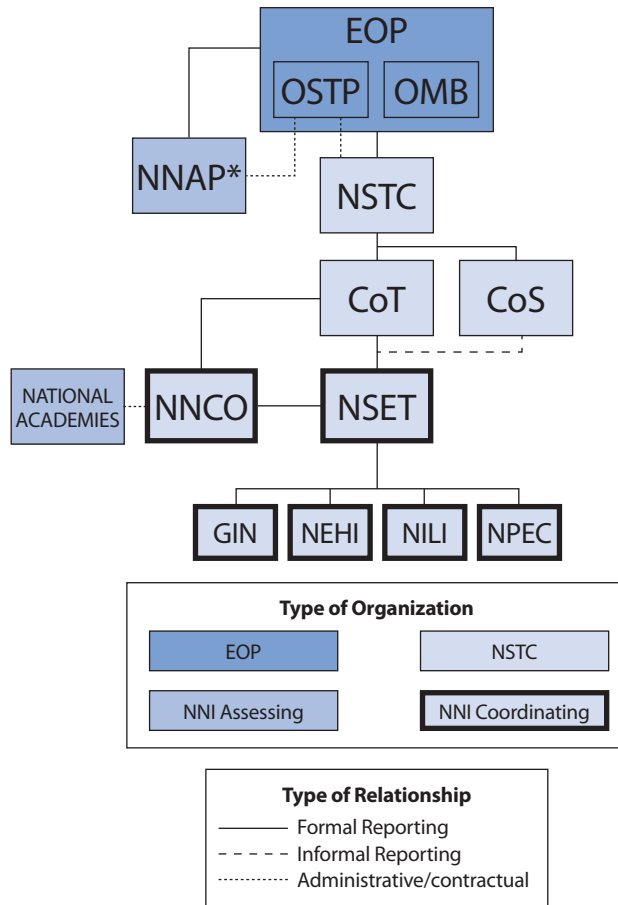 EOP
OSTP
OMB
NNAP*
NSTC
CoT
CoS
NATIONAL
ACADEMIES
NNCO
NSET
GIN
NEHI
NILI
NPEC
Type of Organization
EOP
NSTC
NNI Assessing
NNI Coordinating
Type of Relationship
Formal Reporting
Informal Reporting
Administrative/contractual